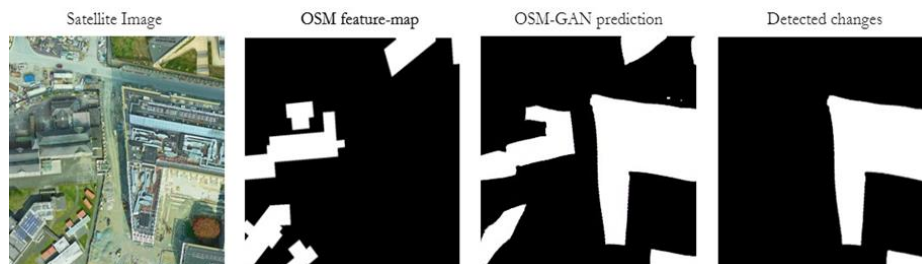 Satellite Image
OSM feature-map
OSM-GAN prediction
Detected changes